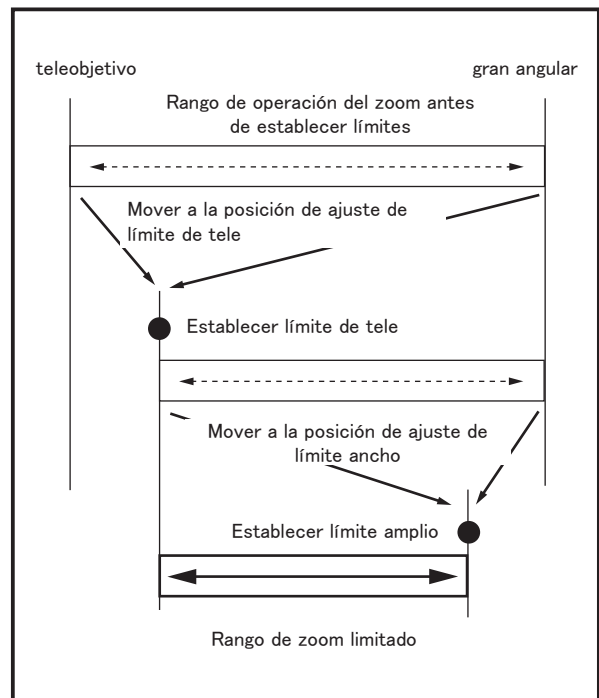 teleobjetivo
gran angular
Rango de operación del zoom antes
de establecer límites
Mover a la posición de ajuste de
límite de tele
Establecer límite de tele
Mover a la posición de ajuste de
límite ancho
Establecer límite amplio
Rango de zoom limitado